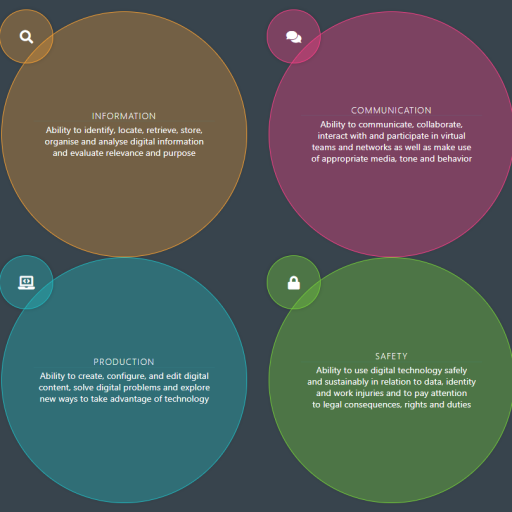 INFORMATION
Ability to identify, locate, retrieve, store,
organise and analyse digital information
and evaluate relevance and purpose
COMMUNICATION
Ability to communicate, collaborate,
interact with and participate in virtual
teams and networks as well as make use
of appropriate media, tone and behavior
PRODUCTION
Ability to create, configure, and edit digital
content, solve digital problems and explore
new ways to take advantage of technology
SAFETY
Ability to use digital technology safely
and sustainably in relation to data, identity
and work injuries and to pay attention
to legal consequences, rights and duties